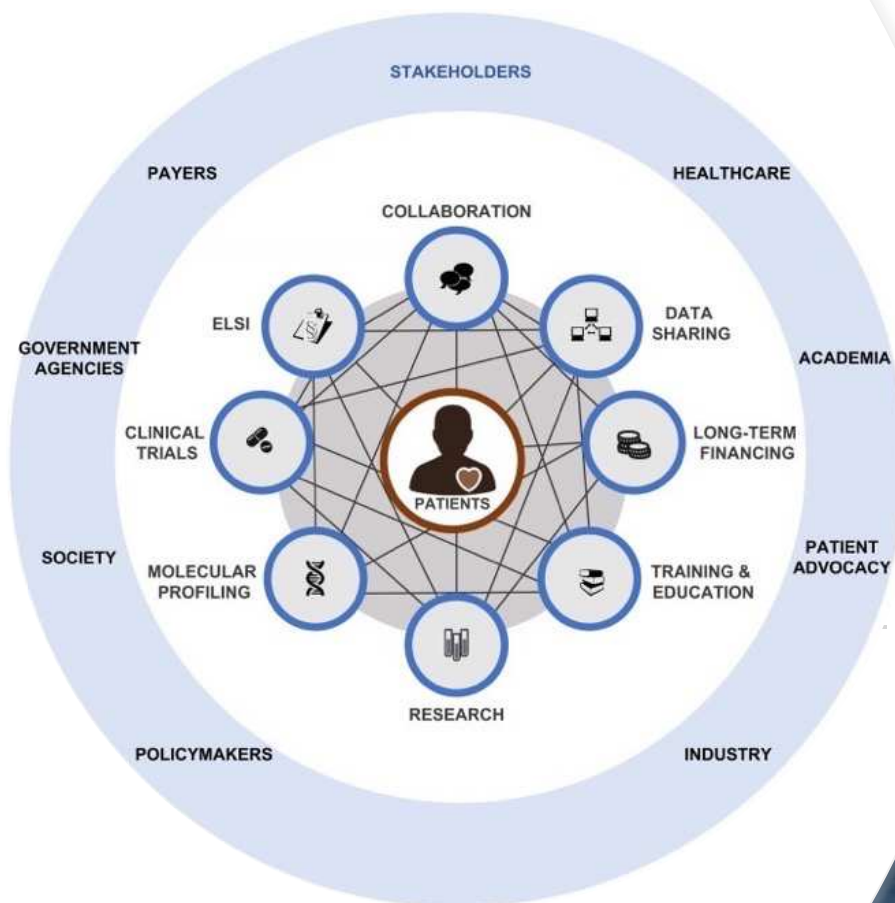 STAKEHOLDERS
PAYERS
HEALTHCARE
COLLABORATION
ELSI
DATA
SHARING
GOVERNMENT
AGENCIES
ACADEMIA
CLINICAL
TRIALS
LONG-TERM
FINANCING
PATIENTS
SOCIETY
PATIENT
ADVOCACY
MOLECULAR
PROFILING
TRAINING &
EDUCATION
RESEARCH
POLICYMAKERS
INDUSTRY